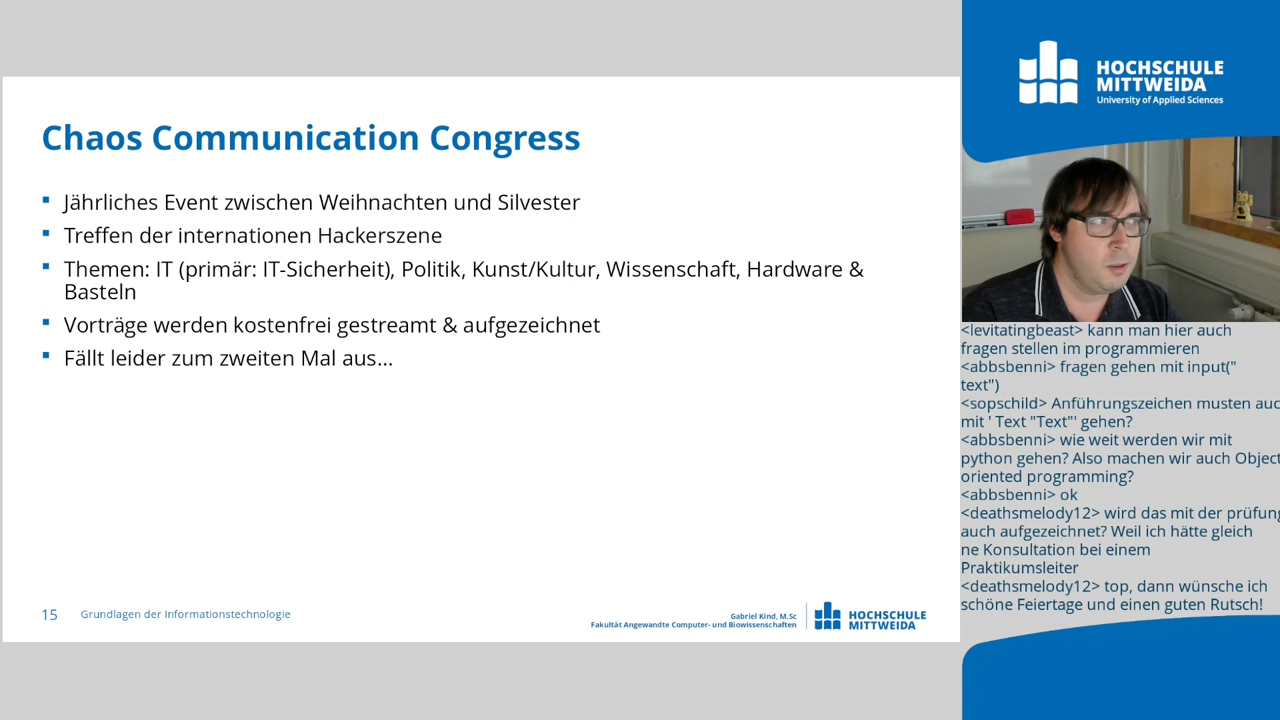 Chaos Communication Congress
Jährliches Event zwischen Weihnachten und Silvester
Treffen der internationen Hackerszene
Themen: IT (primär: IT-Sicherheit), Politik, Kunst/Kultur, Wissenschaft, Hardware &
Basteln
Vorträge werden kostenfrei gestreamt & aufgezeichnet
Fällt leider zum zweiten Mal aus...
15 Grundlagen der Informationstechnologie
Gabriel Kind, M.Sc
Fakultät Angewandte Computer- und Biowissenschaften
HOCHSCHULE
MITTWEIDA
HOCHSCHULE
MITTWEIDA
University of Applied Sciences
<levitatingbeast> kann man hier auch
fragen stellen im programmieren
<abbsbenni> fragen gehen mit input("
text")
<sopschild> Anführungszeichen musten auc
mit ' Text "Text"' gehen?
<abbsbenni> wie weit werden wir mit
python gehen? Also machen wir auch Object
oriented programming?
<abbsbenni> ok
<deathsmelody12> wird das mit der prüfung
auch aufgezeichnet? Weil ich hätte gleich
ne Konsultation bei einem
Praktikumsleiter
<deathsmelody12> top, dann wünsche ich
schöne Feiertage und einen guten Rutsch!